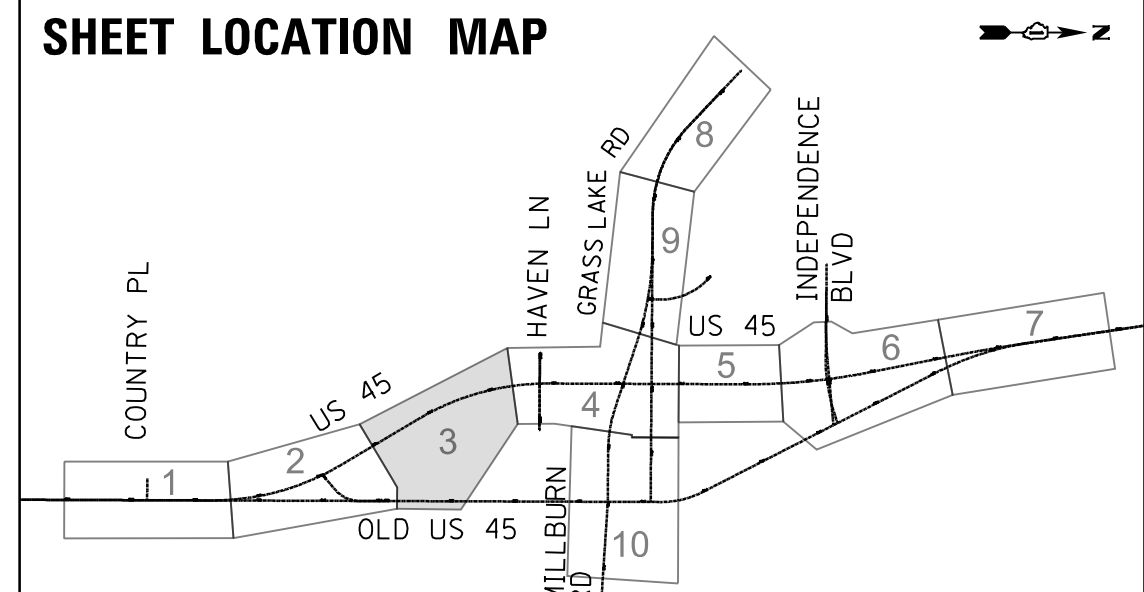 SHEET LOCATION MAP
N
8
GRASS LAKE RD
INDEPENDENCE
BLVD
HAVEN LN
9
COUNTRY PL
US 45
7
6
5
US 45
4
3
2
1
OLD US 45
MILLBURN
RD
10